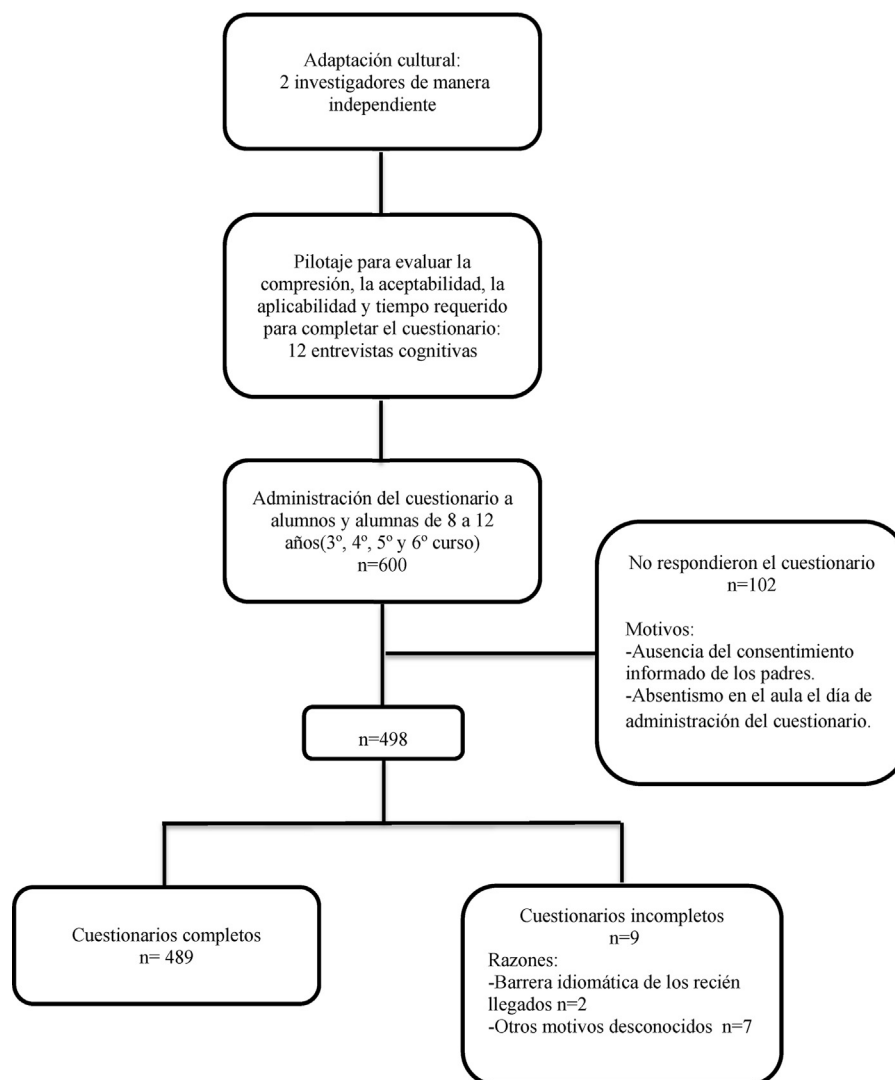 Adaptación cultural:
2 investigadores de manera
independiente
Pilotaje para evaluar la
compresión, la aceptabilidad, la
aplicabilidad y tiempo requerido
para completar el cuestionario:
12 entrevistas cognitivas
Administración del cuestionario a
alumnos y alumnas de 8 a 12
años(3º, 4º, 5º y 6º curso)
n=600
No respondieron el cuestionario
n=102
Motivos:
-Ausencia del consentimiento
informado de los padres.
-Absentismo en el aula el día de
administración del cuestionario.
n=498
Cuestionarios completos
n= 489
Cuestionarios incompletos
n=9
Razones:
-Barrera idiomática de los recién
llegados n=2
-Otros motivos desconocidos  n=7